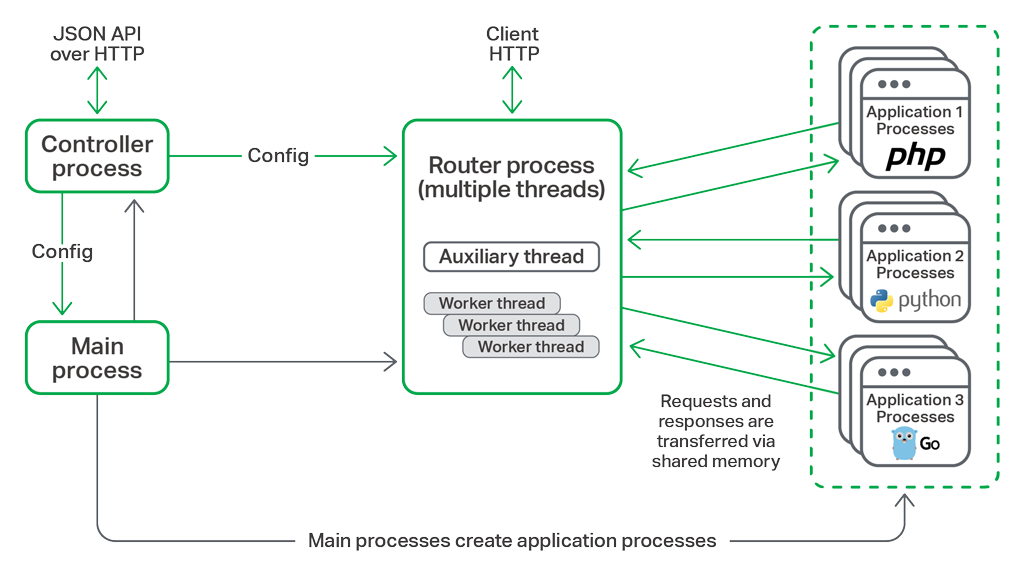 JSON API
over HTTP
Client
HTTP
Controller
process
Config
Config
Main
process
Router process
(multiple threads)
Auxiliary thread
Worker thread
Worker thread
Worker thread
Application 1
Processes
php
Application 2
Processes
python
Application 3
Processes
Go
Requests and
responses are
transferred via
shared memory
Main processes create application processes